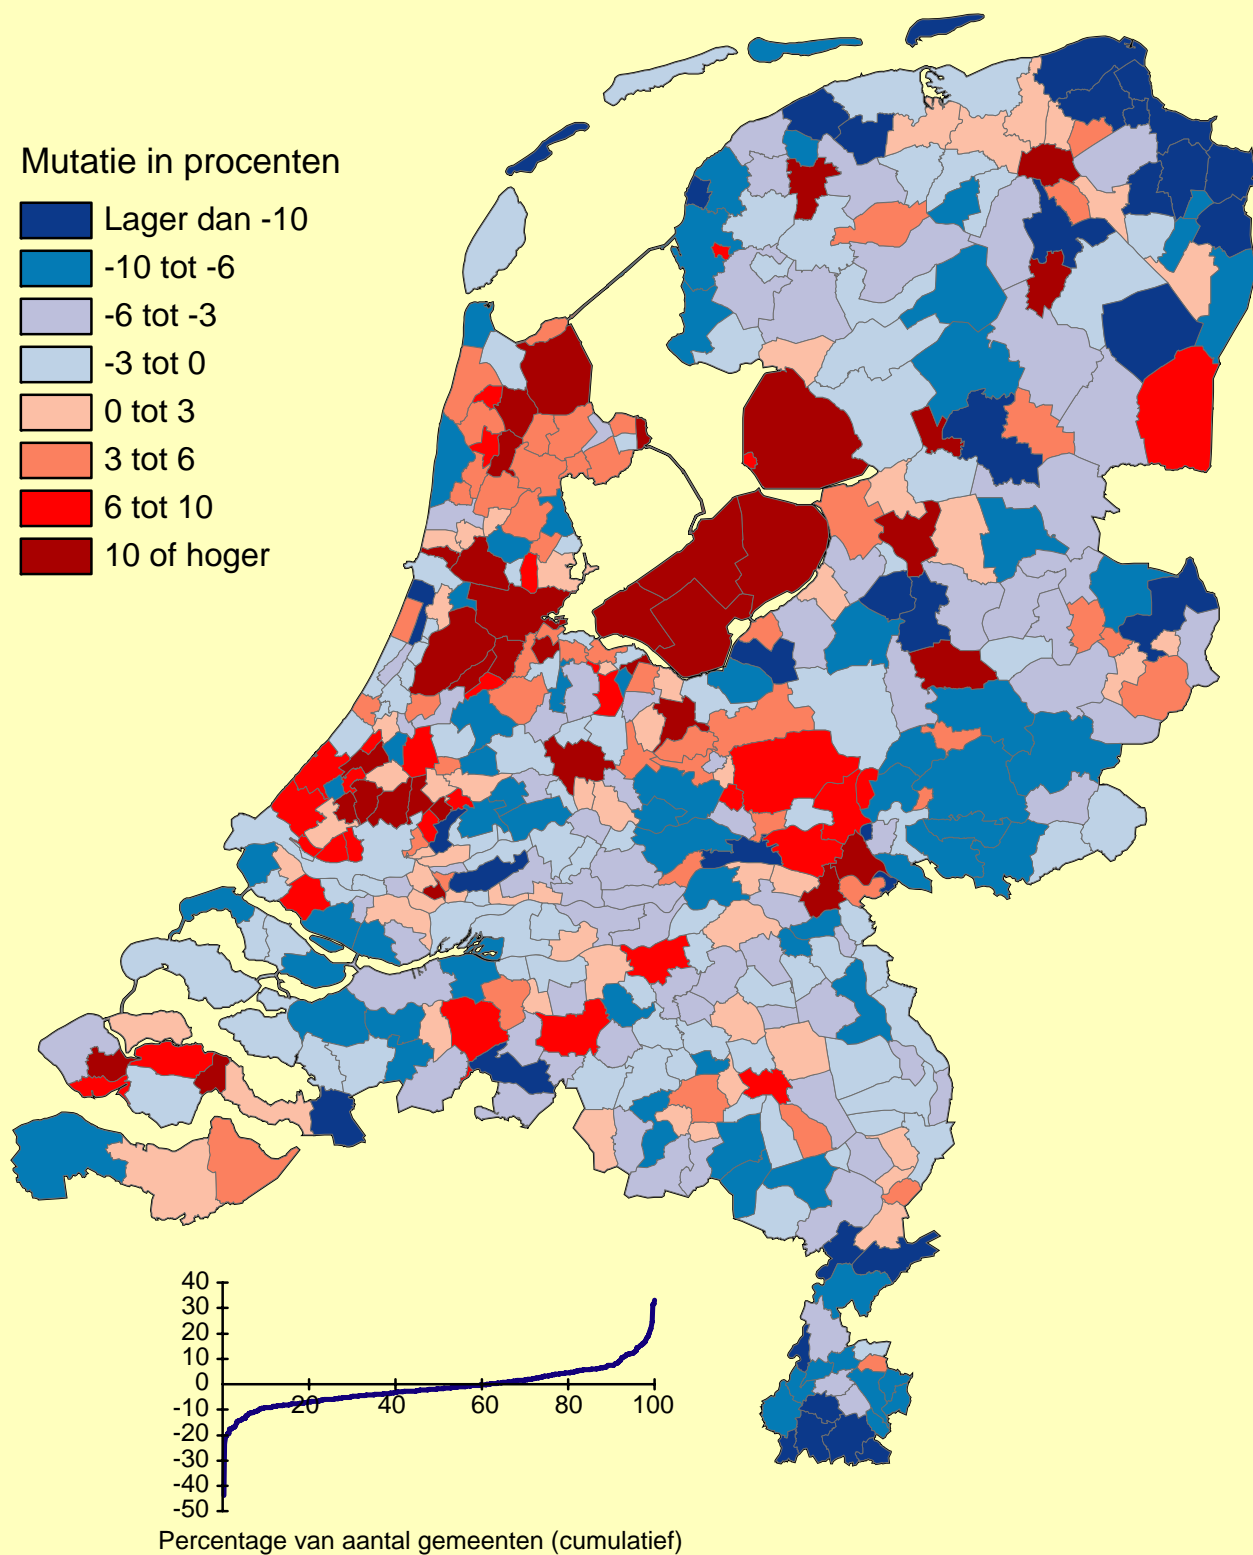 Mutatie in procenten
Lager dan -10
-10 tot -6
-6 tot -3
-3 tot 0
0 tot 3
3 tot 6
6 tot 10
10 of hoger
40
30
20
10
0
-10
-20
-30
-40
-50
20 40 60 80 100
Percentage van aantal gemeenten (cumulatief)